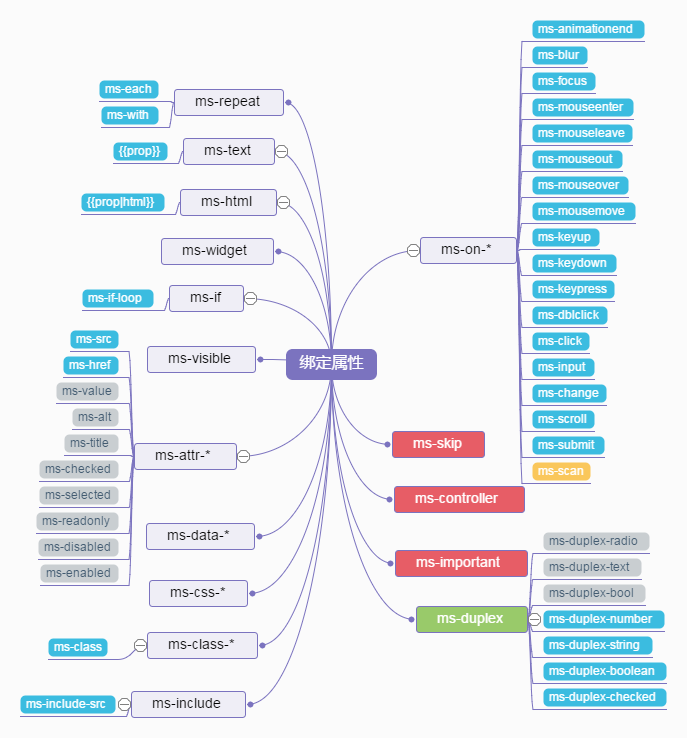 绑定属性
ms-repeat
ms-each
ms-with
ms-text
{{prop}}
ms-html
{{prop|html}}
ms-widget
ms-if
ms-if-loop
ms-visible
ms-attr-*
ms-src
ms-href
ms-value
ms-alt
ms-title
ms-checked
ms-selected
ms-readonly
ms-disabled
ms-enabled
ms-data-*
ms-css-*
ms-class-*
ms-class
ms-include
ms-include-src
ms-on-*
ms-animationend
ms-blur
ms-focus
ms-mouseenter
ms-mouseleave
ms-mouseout
ms-mouseover
ms-mousemove
ms-keyup
ms-keydown
ms-keypress
ms-dblclick
ms-click
ms-input
ms-change
ms-scroll
ms-submit
ms-scan
ms-skip
ms-controller
ms-important
ms-duplex
ms-duplex-radio
ms-duplex-text
ms-duplex-bool
ms-duplex-number
ms-duplex-string
ms-duplex-boolean
ms-duplex-checked